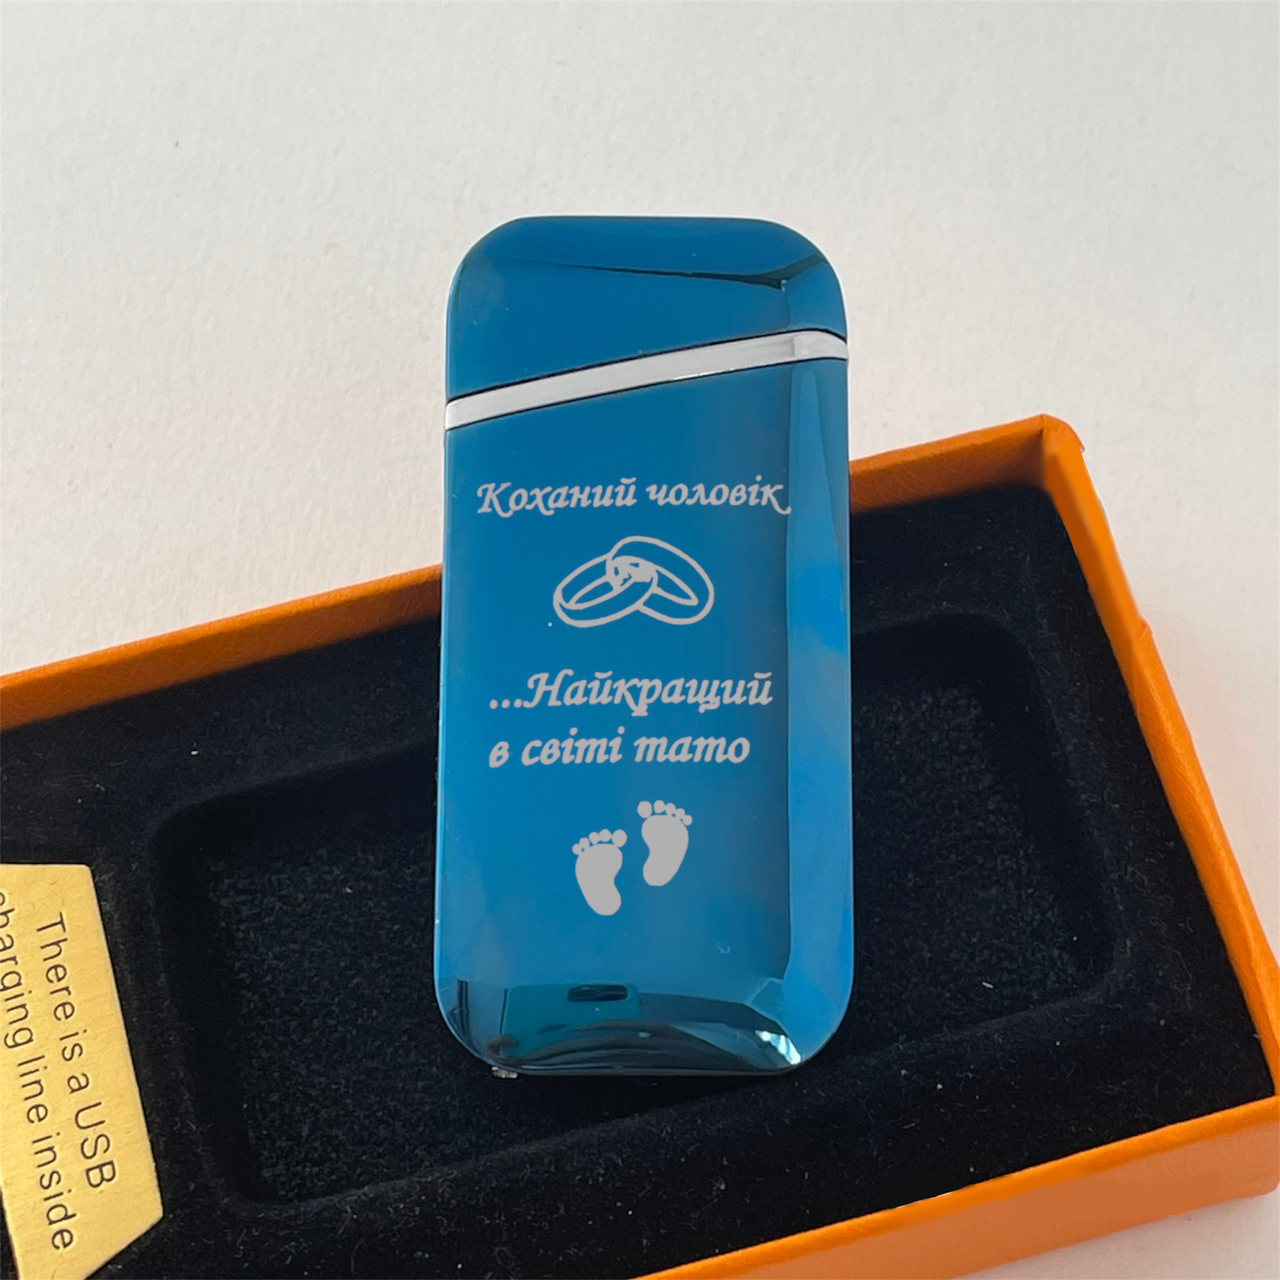 Коханий чоловік
...Найкращий
в світі тато
There is a USB
charging line inside